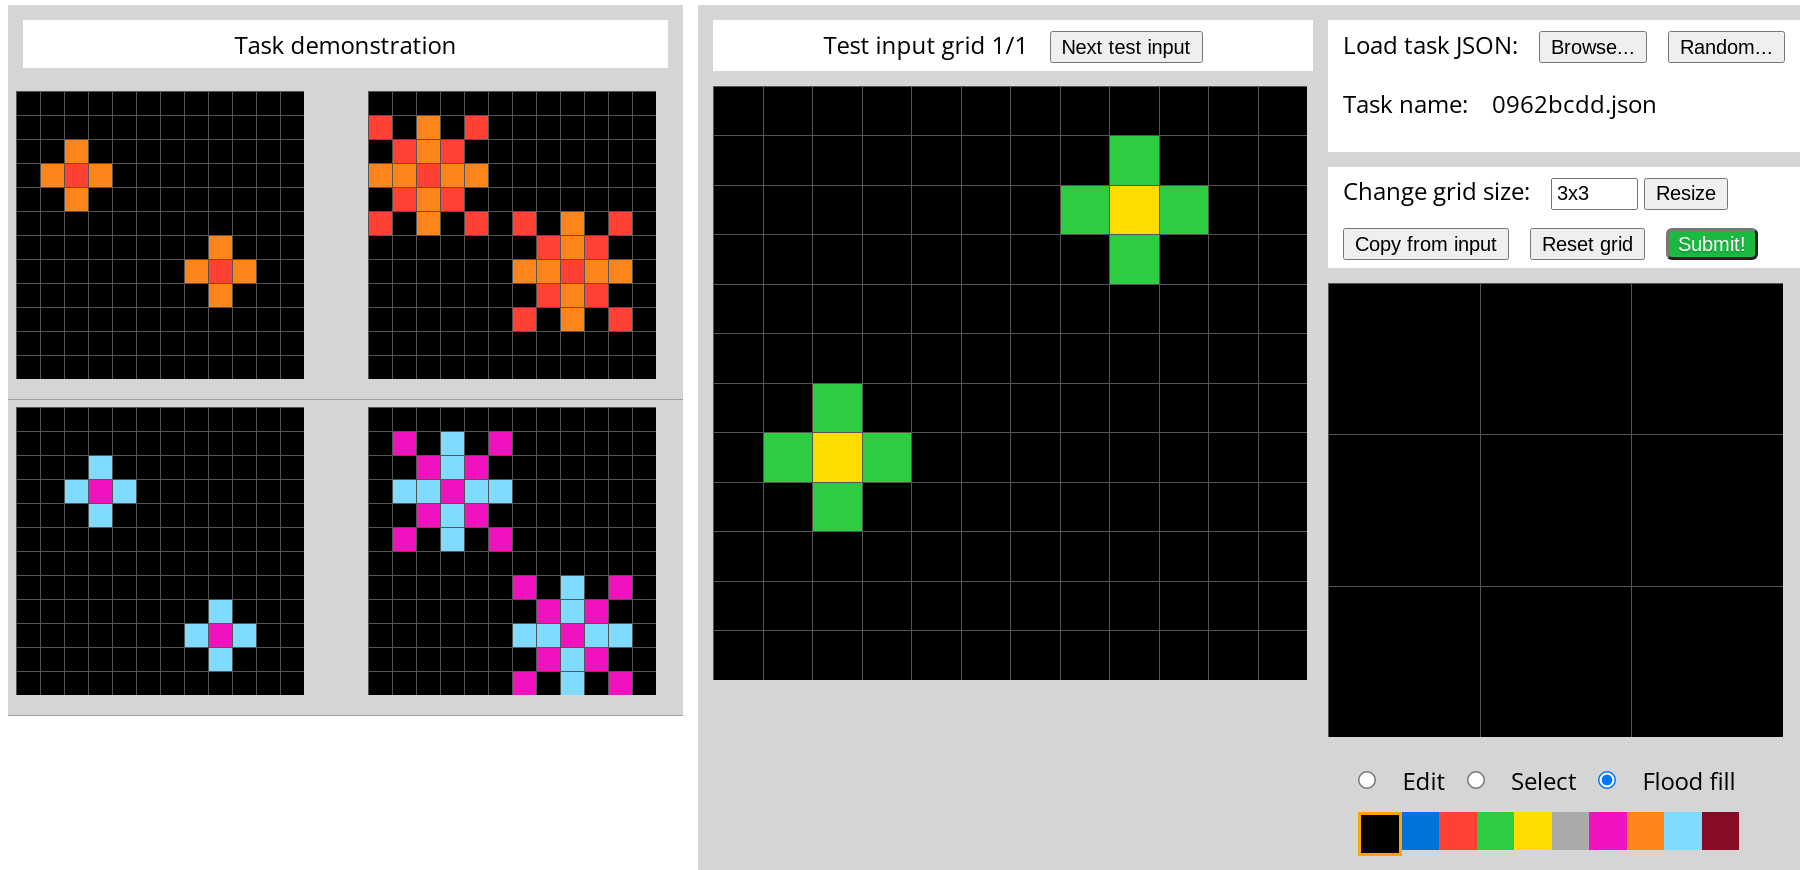 Task demonstration
Test input grid 1/1 Next test input
Load task JSON: Browse... Random...
Task name: 0962bcdd.json
Change grid size: 3x3 Resize
Copy from input Reset grid Submit!
Edit Select Flood fill